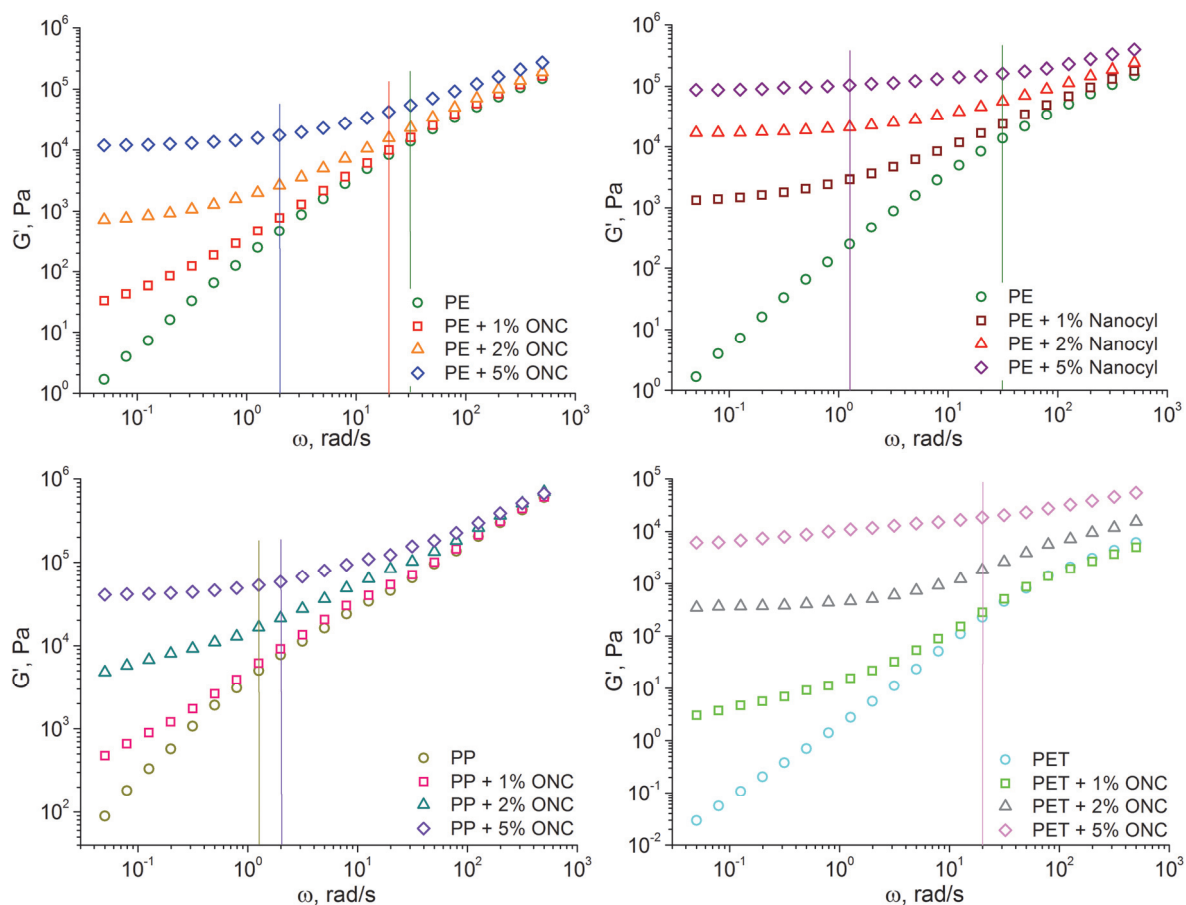 10^6
10^5
10^4
10^3
10^2
10^1
10^0
G', Pa
PE
PE + 1% ONC
PE + 2% ONC
PE + 5% ONC
10^-1 10^0 10^1 10^2 10^3
ω, rad/s
10^6
10^5
10^4
10^3
10^2
10^1
10^0
G', Pa
PE
PE + 1% Nanocyl
PE + 2% Nanocyl
PE + 5% Nanocyl
10^-1 10^0 10^1 10^2 10^3
ω, rad/s
10^6
10^5
10^4
10^3
10^2
G', Pa
PP
PP + 1% ONC
PP + 2% ONC
PP + 5% ONC
10^-1 10^0 10^1 10^2 10^3
ω, rad/s
10^5
10^4
10^3
10^2
10^1
10^0
10^-1
10^-2
G', Pa
PET
PET + 1% ONC
PET + 2% ONC
PET + 5% ONC
10^-1 10^0 10^1 10^2 10^3
ω, rad/s